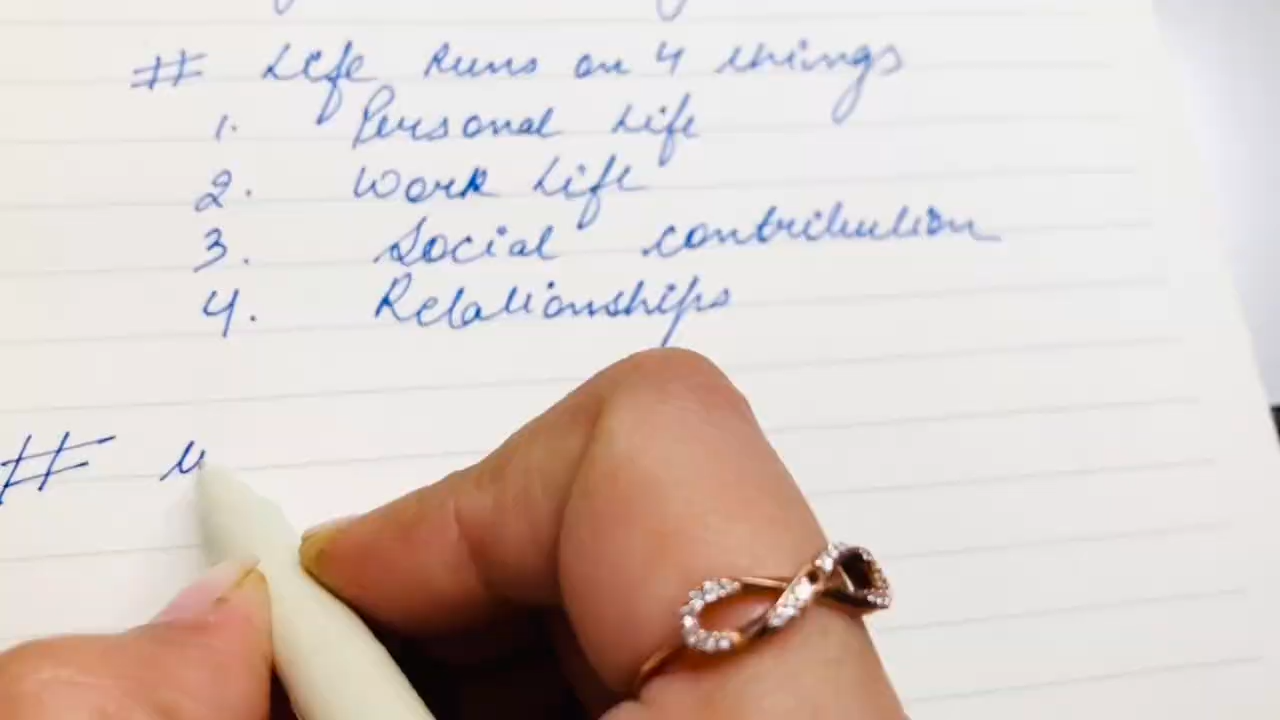 # Life Runs on 4 things
1. Personal Life
2. Work Life
3. Social contribution
4. Relationships
#